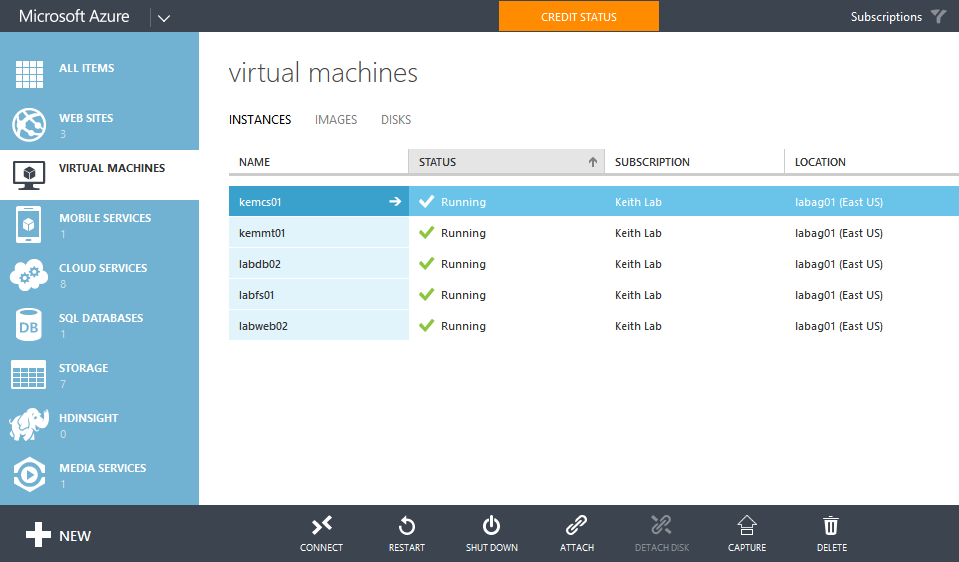 Microsoft Azure
CREDIT STATUS
Subscriptions
ALL ITEMS
WEB SITES
3
VIRTUAL MACHINES
MOBILE SERVICES
1
CLOUD SERVICES
8
SQL DATABASES
DB
1
STORAGE
7
HDINSIGHT
0
MEDIA SERVICES
1
virtual machines
INSTANCES IMAGES DISKS
NAME STATUS SUBSCRIPTION LOCATION
kemcs01 Running Keith Lab labag01 (East US)
kemmt01 Running Keith Lab labag01 (East US)
labdb02 Running Keith Lab labag01 (East US)
labfs01 Running Keith Lab labag01 (East US)
labweb02 Running Keith Lab labag01 (East US)
NEW
CONNECT RESTART SHUT DOWN ATTACH DETACH DISK CAPTURE DELETE